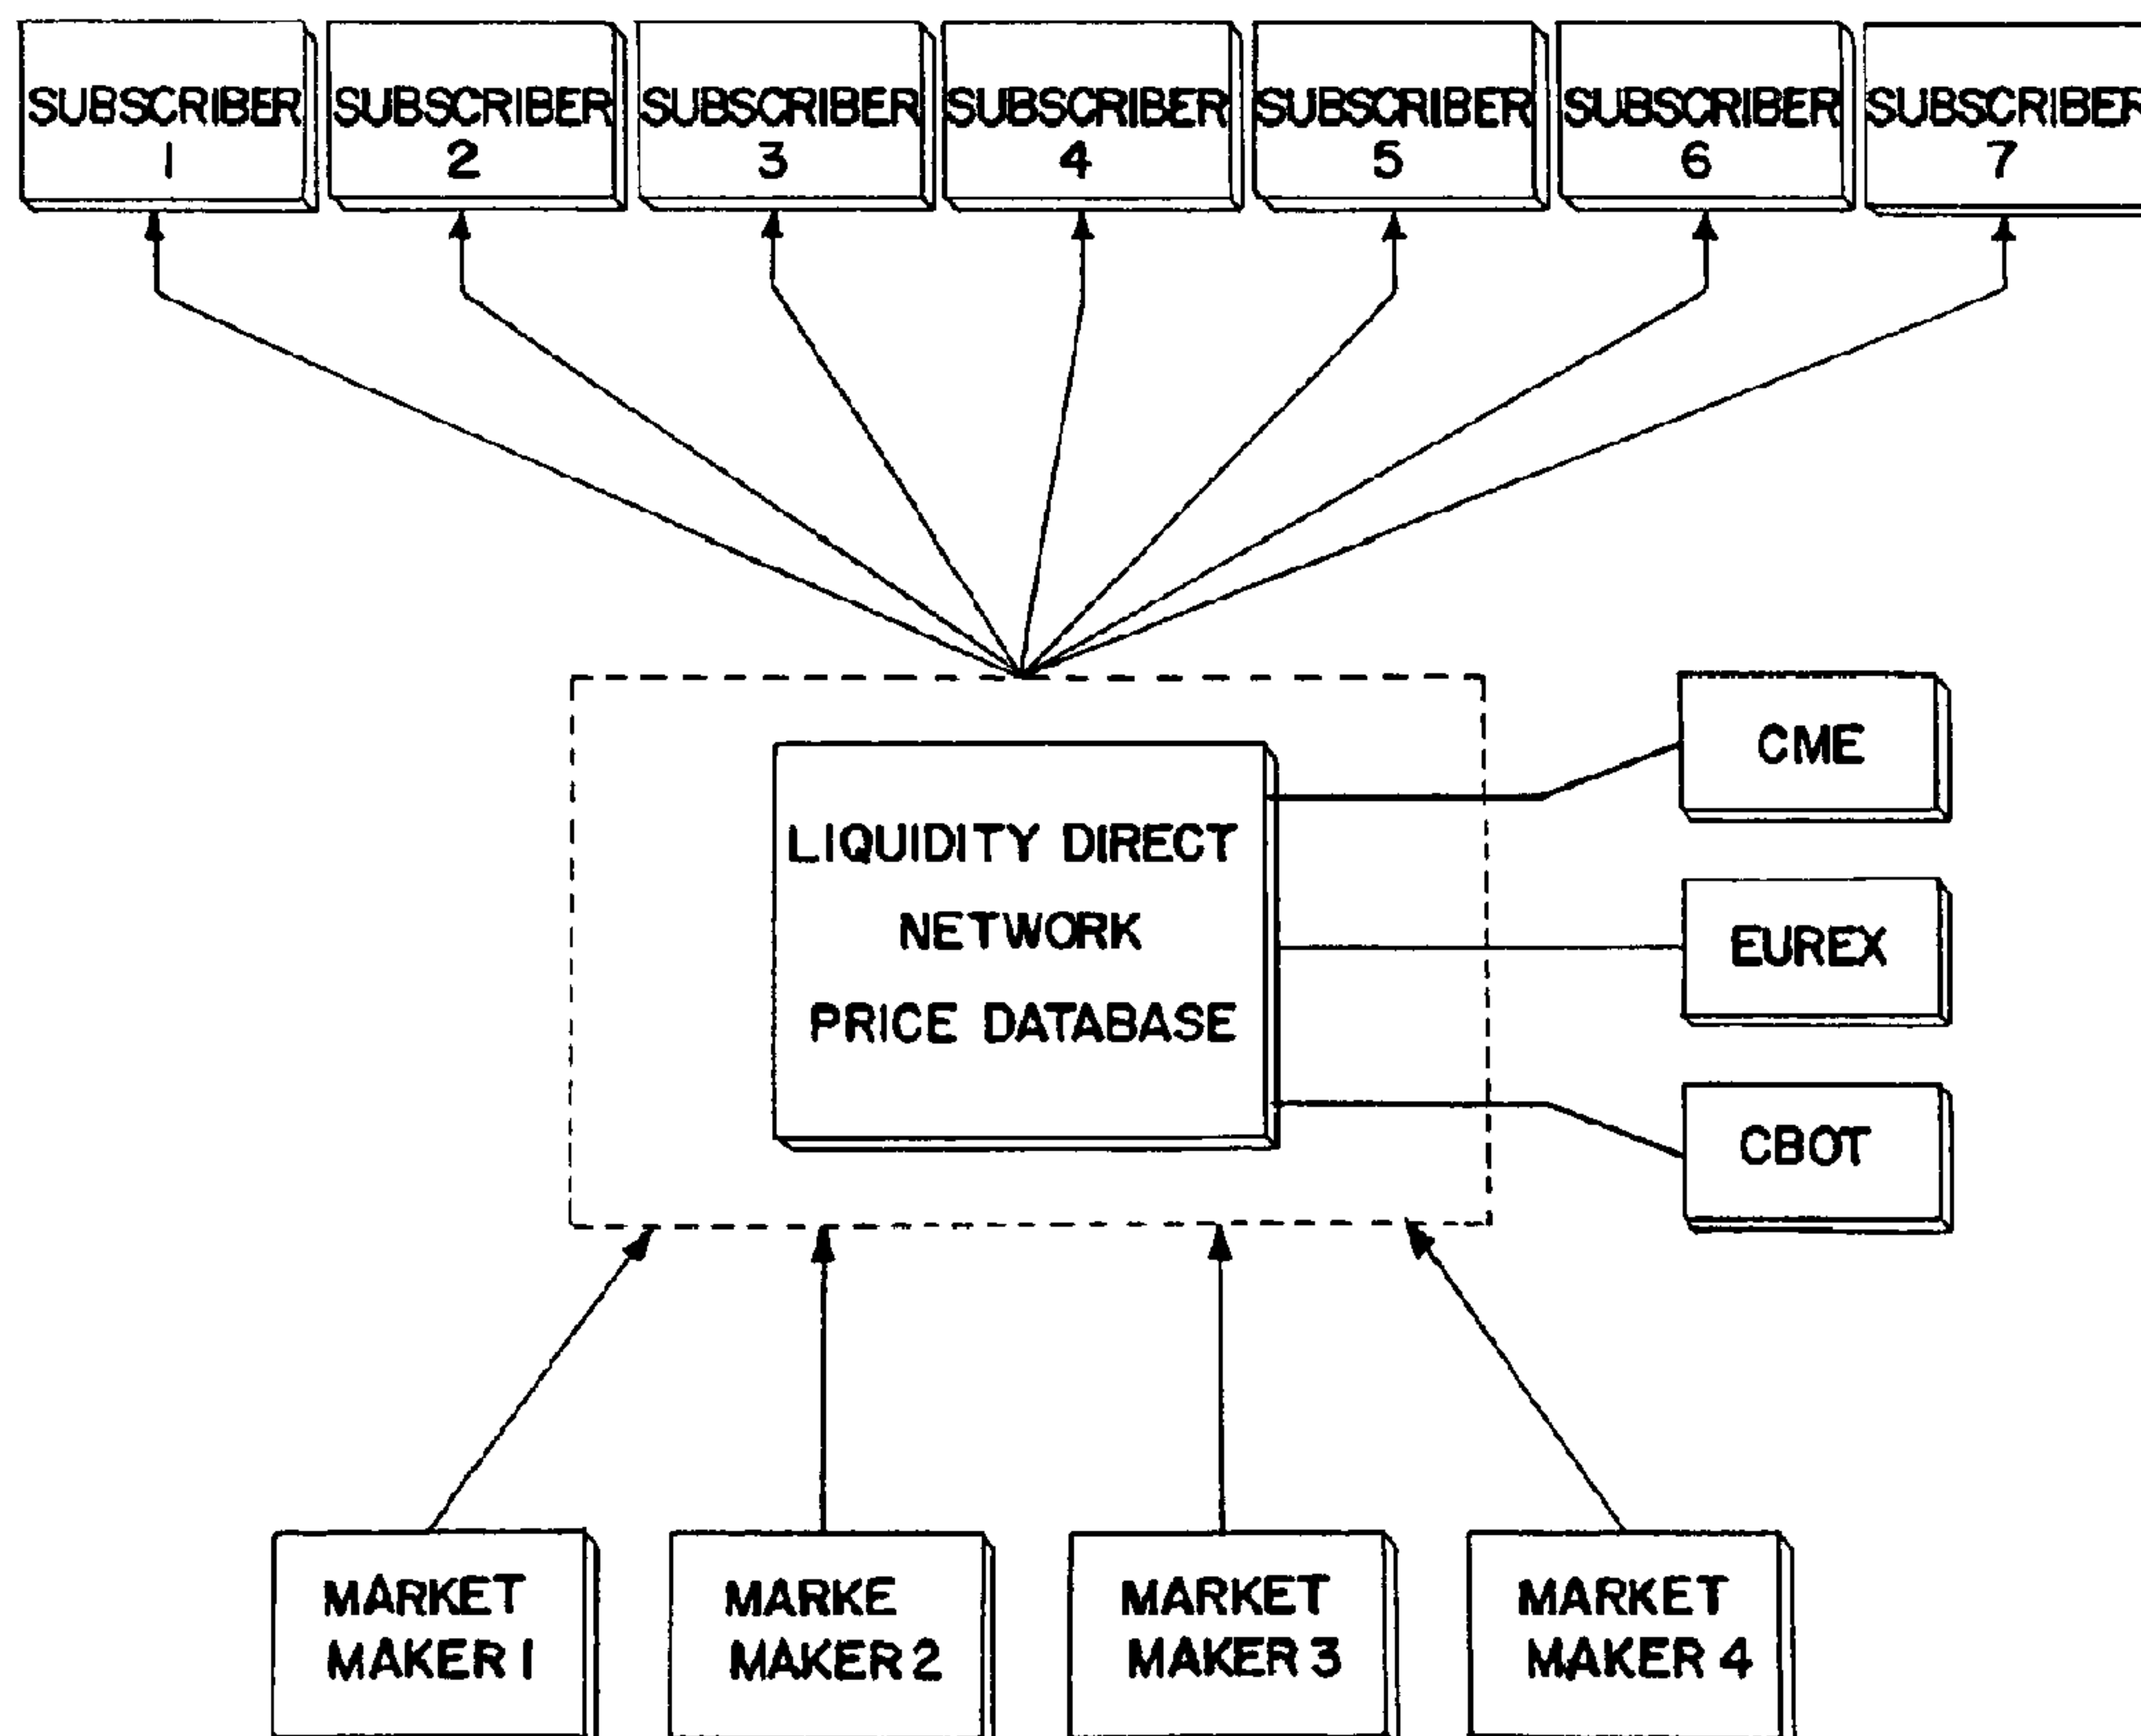 SUBSCRIBER
1
SUBSCRIBER
2
SUBSCRIBER
3
SUBSCRIBER
4
SUBSCRIBER
5
SUBSCRIBER
6
SUBSCRIBER
7
CME
LIQUIDITY DIRECT
NETWORK
PRICE DATABASE
EUREX
CBOT
MARKET
MAKER 1
MARKE
MAKER 2
MARKET
MAKER 3
MARKET
MAKER 4